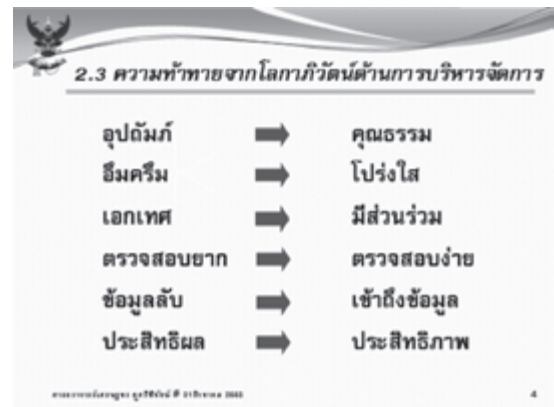 2.3 ความท้าทายจากโลกาภิวัตน์ด้านการบริหารจัดการ
อุปถัมภ์ คุณธรรม
อึมครึม โปร่งใส
เอกเทศ มีส่วนร่วม
ตรวจสอบยาก ตรวจสอบง่าย
ข้อมูลลับ เข้าถึงข้อมูล
ประสิทธิผล ประสิทธิภาพ
4